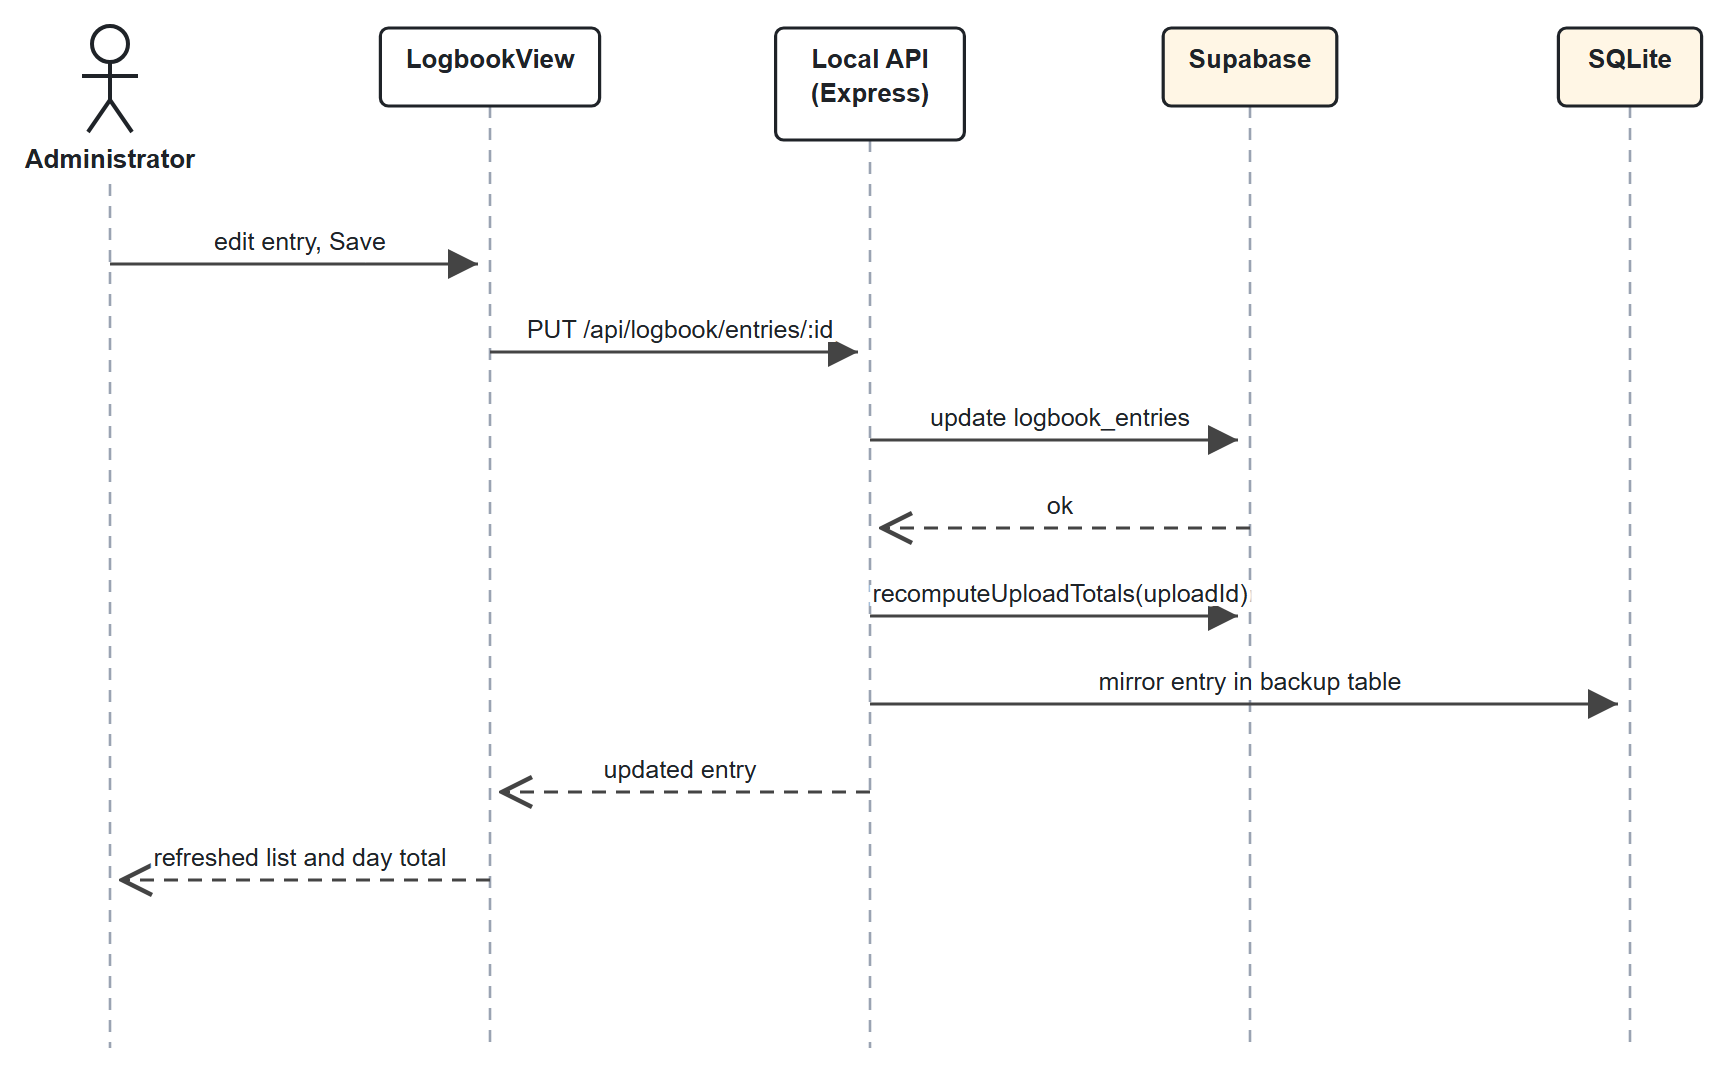 Administrator
LogbookView
Local API
(Express)
Supabase
SQLite
edit entry, Save
PUT /api/logbook/entries/:id
update logbook_entries
ok
recomputeUploadTotals(uploadId)
mirror entry in backup table
updated entry
refreshed list and day total